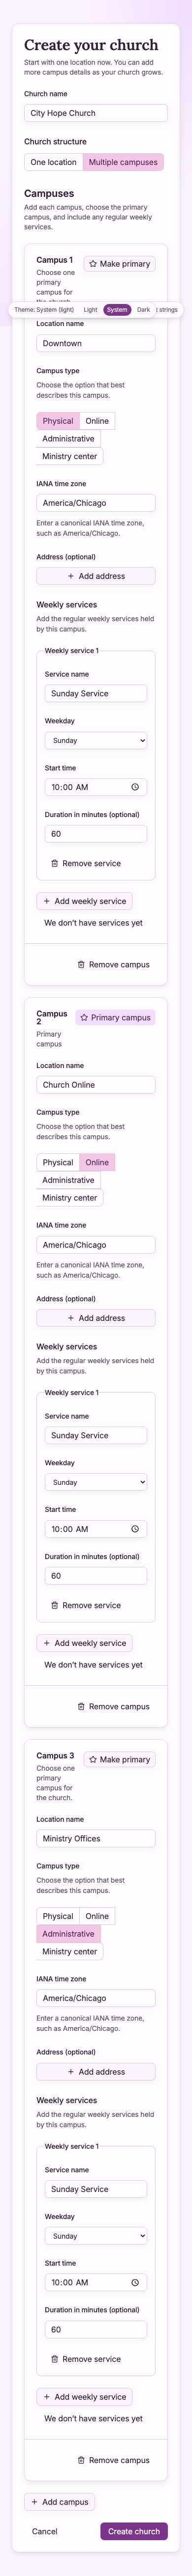 Create your church
Start with one location now. You can add
more campus details as your church grows.
Church name
City Hope Church
Church structure
One location
Multiple campuses
Campuses
Add each campus, choose the primary
campus, and include any regular weekly
services.
Campus 1
Make primary
Choose one
primary
campus for
Theme: System (light)
Light
System
Dark
t strings
Location name
Downtown
Campus type
Choose the option that best
describes this campus.
Physical
Online
Administrative
Ministry center
IANA time zone
America/Chicago
Enter a canonical IANA time zone,
such as America/Chicago.
Address (optional)
+ Add address
Weekly services
Add the regular weekly services held
by this campus.
Weekly service 1
Service name
Sunday Service
Weekday
Sunday
Start time
10:00 AM
Duration in minutes (optional)
60
Remove service
+ Add weekly service
We don't have services yet
Remove campus
Campus
2
Primary campus
Primary
campus
Location name
Church Online
Campus type
Choose the option that best
describes this campus.
Physical
Online
Administrative
Ministry center
IANA time zone
America/Chicago
Enter a canonical IANA time zone,
such as America/Chicago.
Address (optional)
+ Add address
Weekly services
Add the regular weekly services held
by this campus.
Weekly service 1
Service name
Sunday Service
Weekday
Sunday
Start time
10:00 AM
Duration in minutes (optional)
60
Remove service
+ Add weekly service
We don't have services yet
Remove campus
Campus 3
Make primary
Choose one
primary
campus for
the church.
Location name
Ministry Offices
Campus type
Choose the option that best
describes this campus.
Physical
Online
Administrative
Ministry center
IANA time zone
America/Chicago
Enter a canonical IANA time zone,
such as America/Chicago.
Address (optional)
+ Add address
Weekly services
Add the regular weekly services held
by this campus.
Weekly service 1
Service name
Sunday Service
Weekday
Sunday
Start time
10:00 AM
Duration in minutes (optional)
60
Remove service
+ Add weekly service
We don't have services yet
Remove campus
+ Add campus
Cancel
Create church